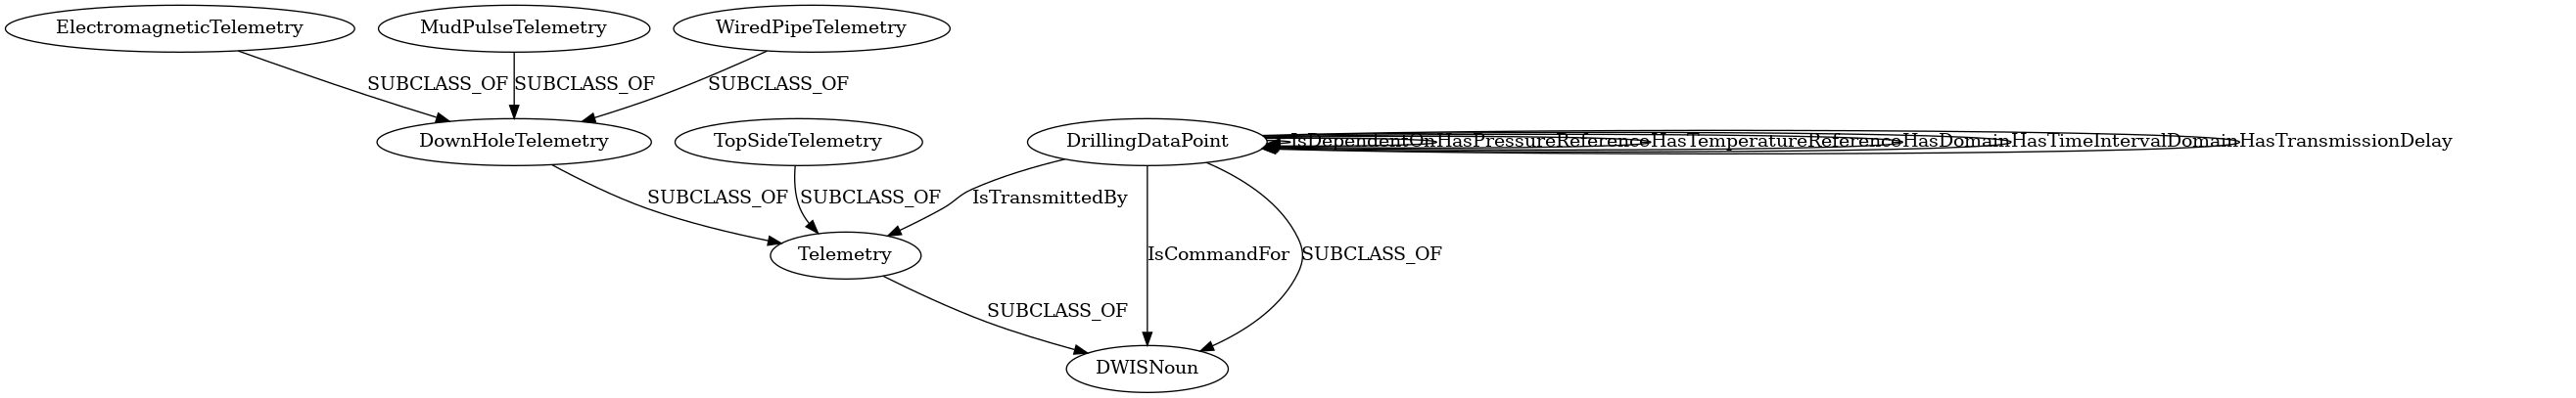 ElectromagneticTelemetry
MudPulseTelemetry
WiredPipeTelemetry
SUBCLASS_OF
SUBCLASS_OF
SUBCLASS_OF
DownHoleTelemetry
TopSideTelemetry
DrillingDataPoint
IsDependentOn
HasPressureReference
HasTemperatureReference
HasDomain
HasTimeIntervalDomain
HasTransmissionDelay
SUBCLASS_OF
SUBCLASS_OF
IsTransmittedBy
Telemetry
IsCommandFor
SUBCLASS_OF
SUBCLASS_OF
DWISNoun